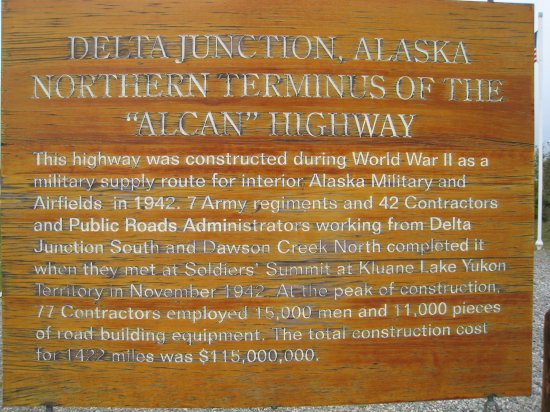 DELTA JUNCTION, ALASKA
NORTHERN TERMINUS OF THE
"ALCAN" HIGHWAY
This highway was constructed during World War II as a
military supply route for interior Alaska Military and
Airfields in 1942. 7 Army regiments and 42 Contractors
and Public Roads Administrators working from Delta
Junction South and Dawson Creek North completed it
when they met at Soldiers' Summit at Kluane Lake Yukon
Territory in November 1942. At the peak of construction,
77 Contractors employed 15,000 men and 11,000 pieces
of road building equipment. The total construction cost
for 1422 miles was $115,000,000.